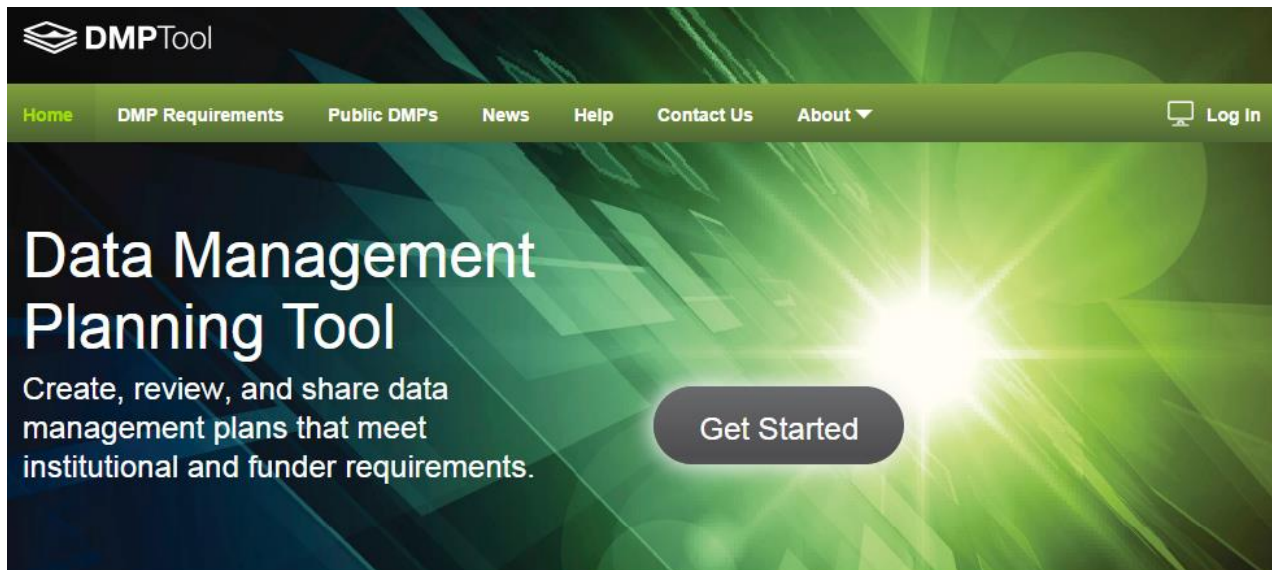 DMPTool
Home DMP Requirements Public DMPs News Help Contact Us About Log In
Data Management
Planning Tool
Create, review, and share data
management plans that meet
institutional and funder requirements.
Get Started